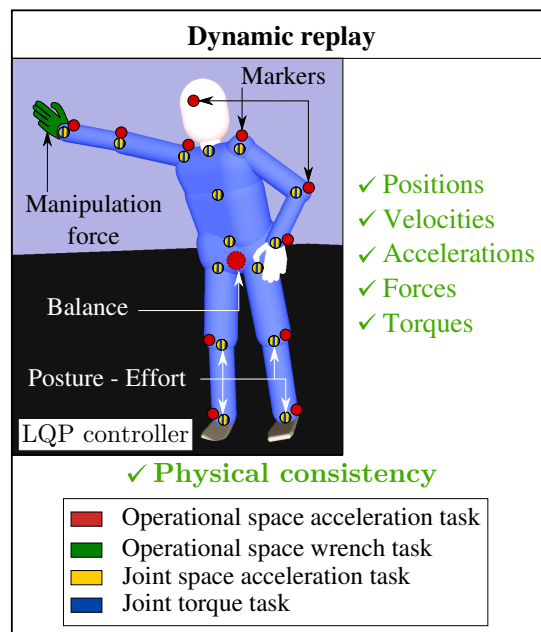 Dynamic replay
Markers
Manipulation
force
Balance
Posture - Effort
LQP controller
✓ Positions
✓ Velocities
✓ Accelerations
✓ Forces
✓ Torques
✓ Physical consistency
Operational space acceleration task
Operational space wrench task
Joint space acceleration task
Joint torque task